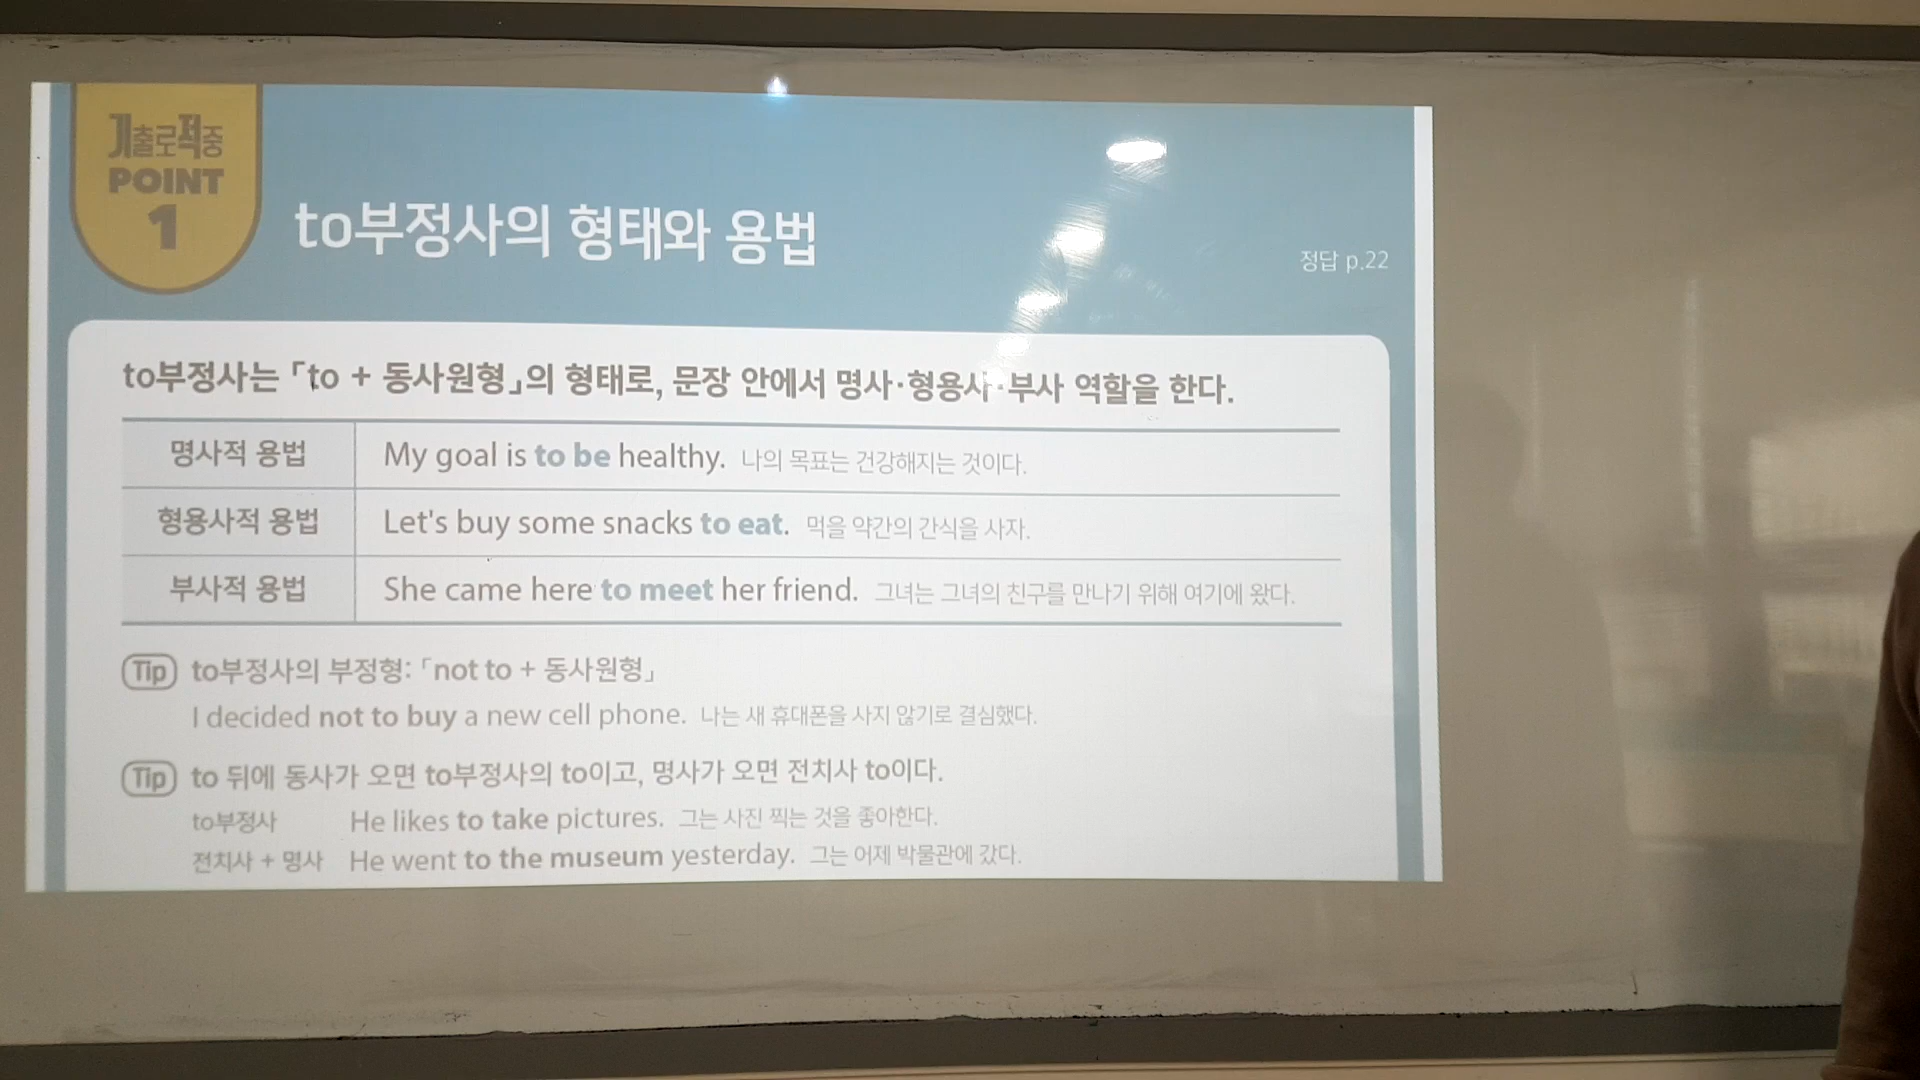 기출로적중
POINT
1
to부정사의 형태와 용법
정답 p.22
to부정사는 「to + 동사원형」의 형태로, 문장 안에서 명사·형용사·부사 역할을 한다.
명사적 용법 My goal is to be healthy. 나의 목표는 건강해지는 것이다.
형용사적 용법 Let's buy some snacks to eat. 먹을 약간의 간식을 사자.
부사적 용법 She came here to meet her friend. 그녀는 그녀의 친구를 만나기 위해 여기에 왔다.
Tip to부정사의 부정형: 「not to + 동사원형」
I decided not to buy a new cell phone. 나는 새 휴대폰을 사지 않기로 결심했다.
Tip to 뒤에 동사가 오면 to부정사의 to이고, 명사가 오면 전치사 to이다.
to부정사 He likes to take pictures. 그는 사진 찍는 것을 좋아한다.
전치사 + 명사 He went to the museum yesterday. 그는 어제 박물관에 갔다.